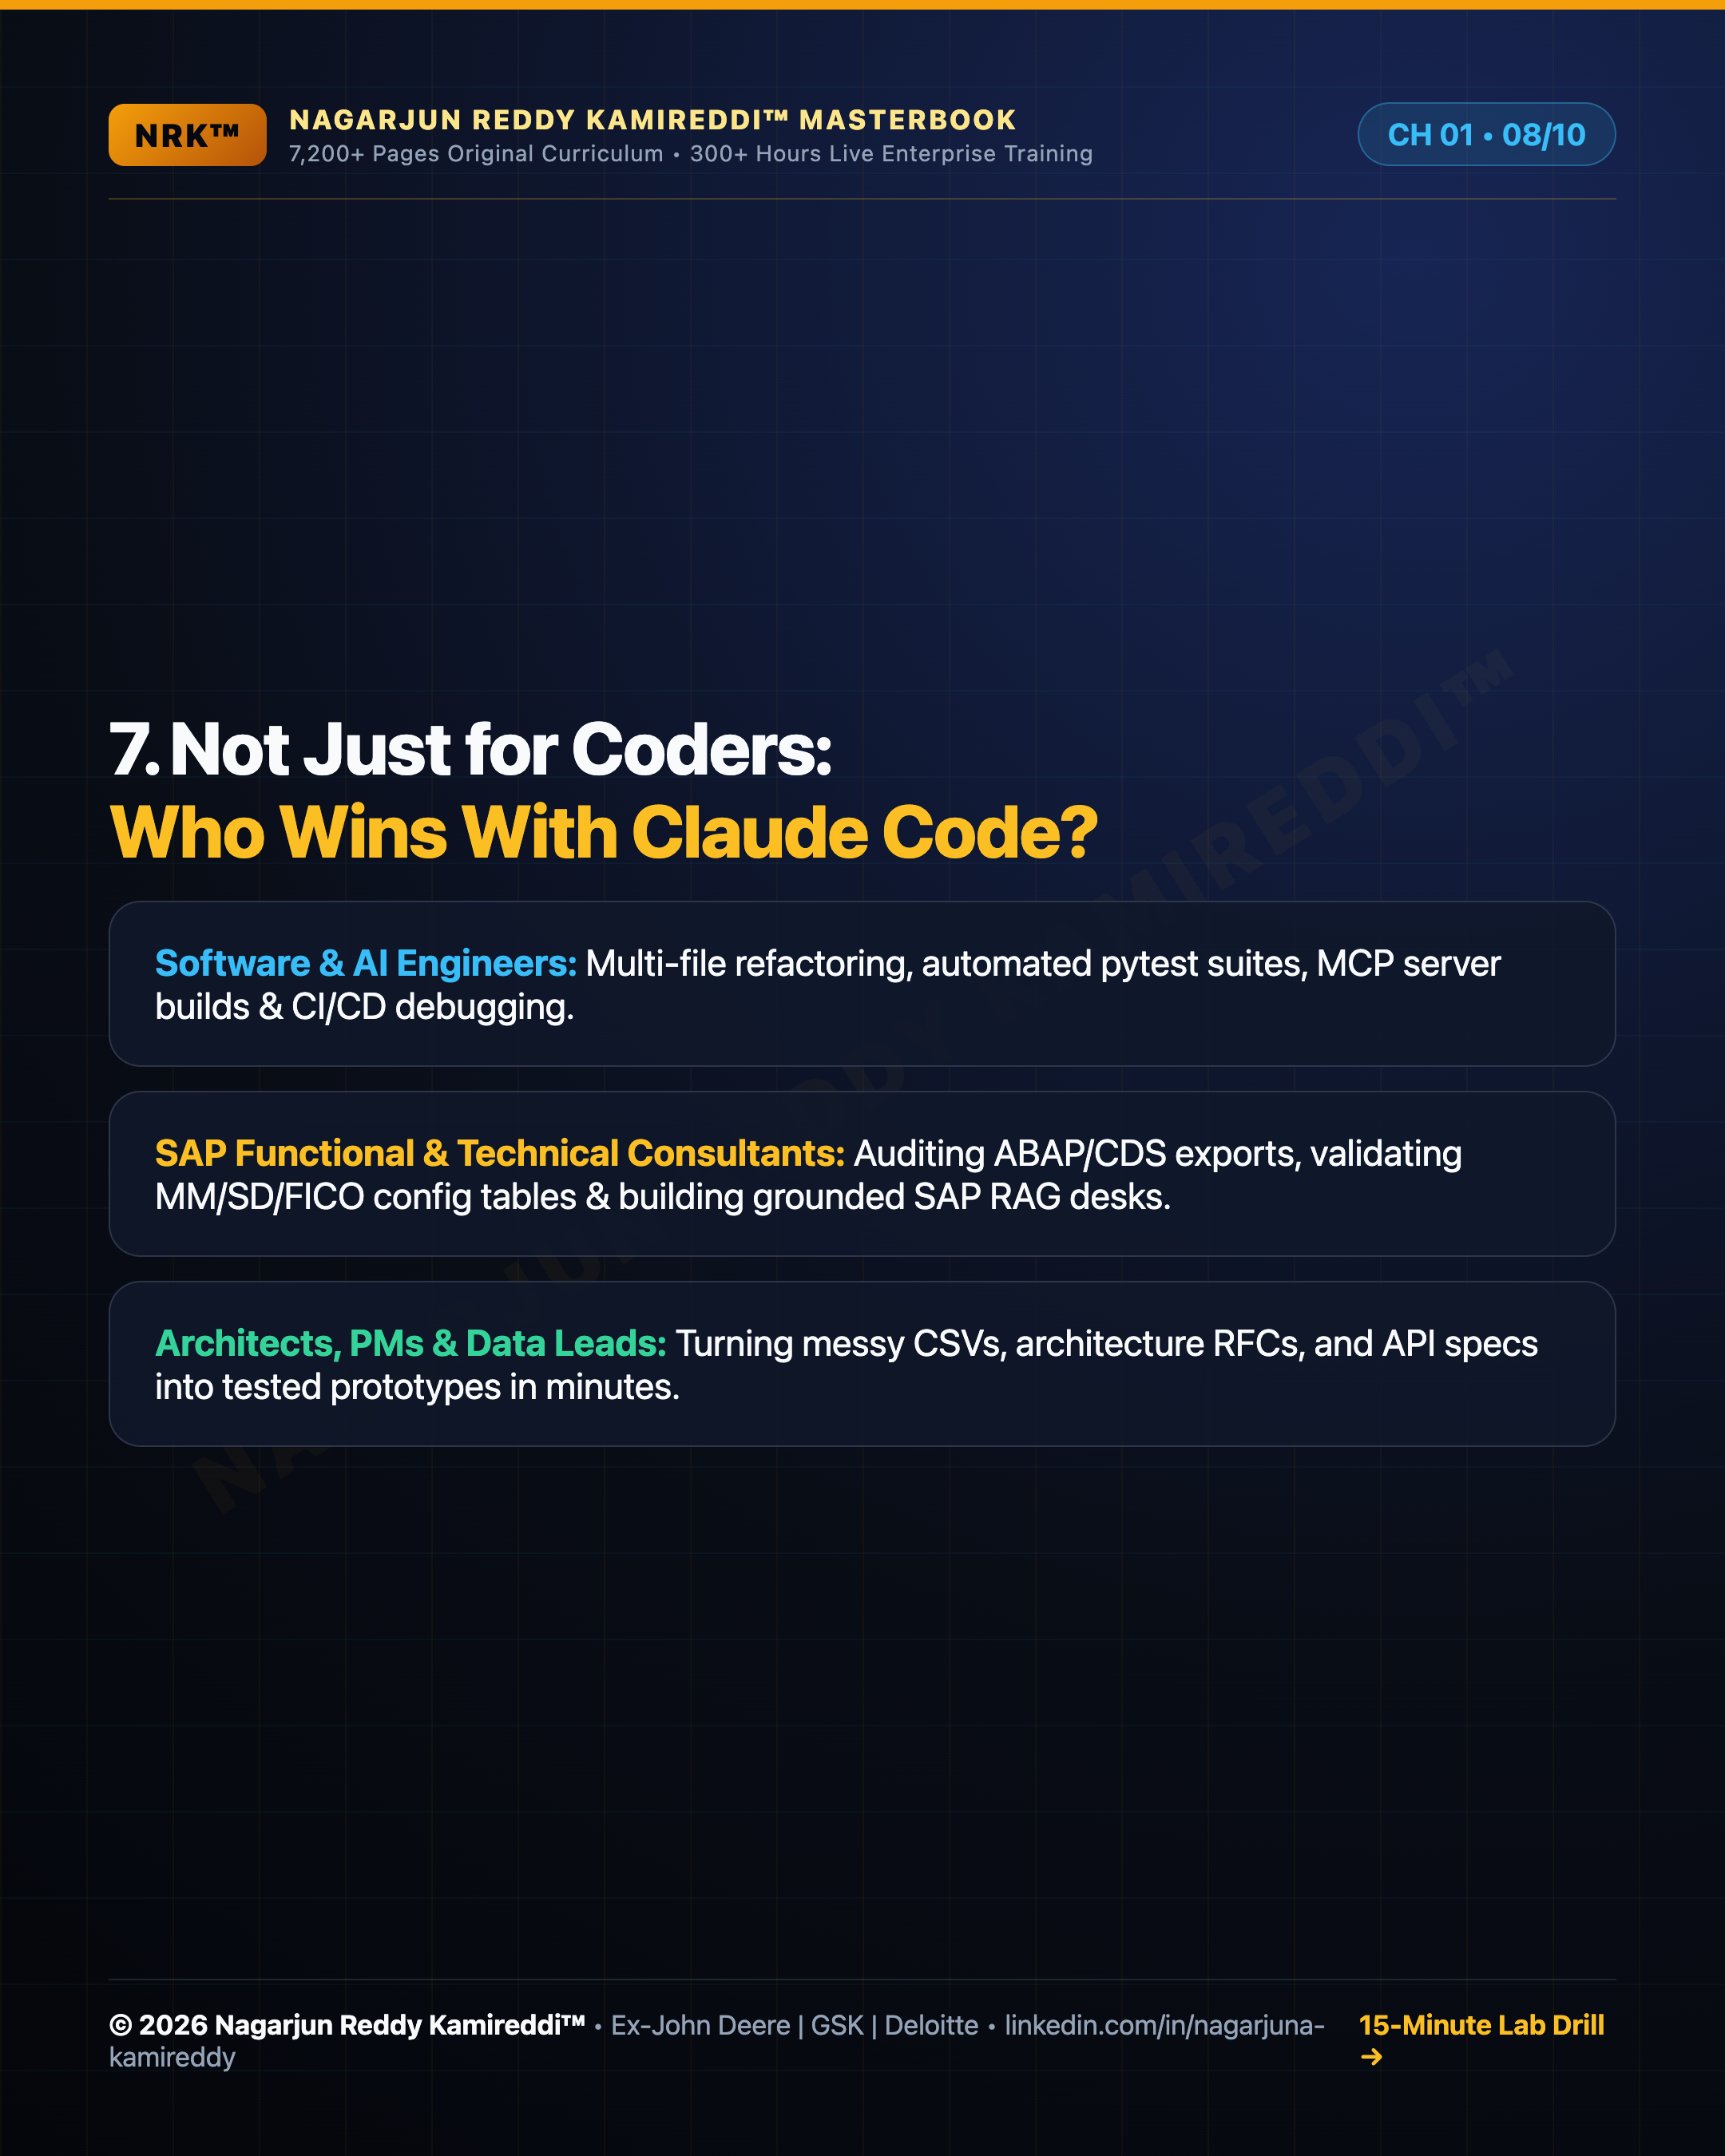 NRK™
NAGARJUN REDDY KAMIREDDI™ MASTERBOOK
7,200+ Pages Original Curriculum • 300+ Hours Live Enterprise Training
CH 01 • 08/10
7. Not Just for Coders:
Who Wins With Claude Code?
Software & AI Engineers: Multi-file refactoring, automated pytest suites, MCP server
builds & CI/CD debugging.
SAP Functional & Technical Consultants: Auditing ABAP/CDS exports, validating
MM/SD/FICO config tables & building grounded SAP RAG desks.
Architects, PMs & Data Leads: Turning messy CSVs, architecture RFCs, and API specs
into tested prototypes in minutes.
© 2026 Nagarjun Reddy Kamireddi™ • Ex-John Deere | GSK | Deloitte • linkedin.com/in/nagarjuna-
kamireddy
15-Minute Lab Drill
→